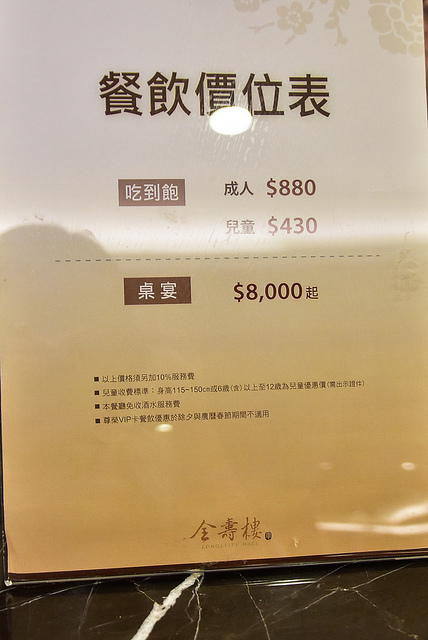 餐飲價位表
吃到飽 成人 $880
兒童 $430
桌宴 $8,000起
■ 以上價格須另加10%服務費
■ 兒童收費標準：身高115~150cm或6歲(含)以上至12歲為兒童優惠價(需出示證件)
■ 本餐廳免收酒水服務費
■ 尊榮VIP卡餐飲優惠於除夕與農曆春節期間不適用
全壽樓
LONGEVITY HALL